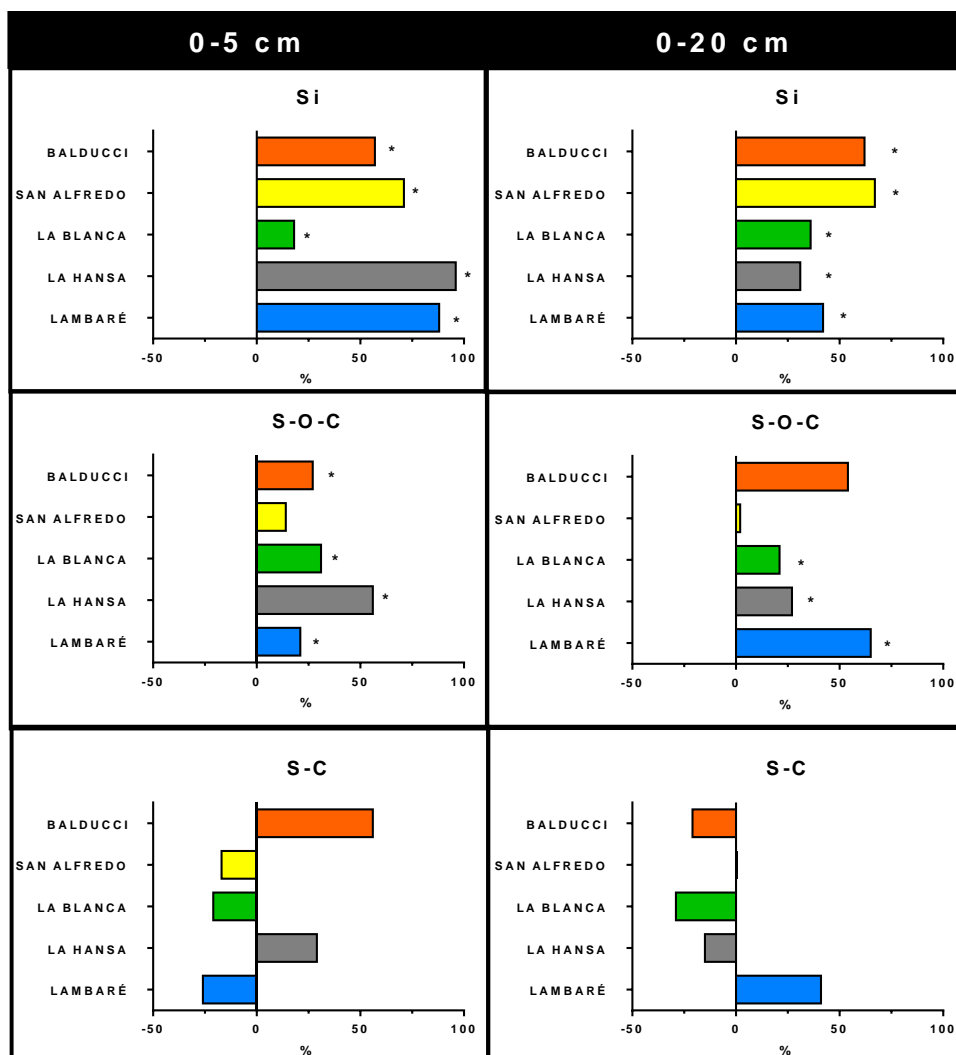 0-5 cm
0-20 cm
Si
BALDUCCI
*
SAN ALFREDO
*
LA BLANCA
*
LA HANSA
*
LAMBARÉ
*
-50 0 50 100
%
Si
BALDUCCI
*
SAN ALFREDO
*
LA BLANCA
*
LA HANSA
*
LAMBARÉ
*
-50 0 50 100
%
S-O-C
BALDUCCI
*
SAN ALFREDO
LA BLANCA
*
LA HANSA
*
LAMBARÉ
*
-50 0 50 100
%
S-O-C
BALDUCCI
SAN ALFREDO
LA BLANCA
*
LA HANSA
*
LAMBARÉ
*
-50 0 50 100
%
S-C
BALDUCCI
SAN ALFREDO
LA BLANCA
LA HANSA
LAMBARÉ
-50 0 50 100
%
S-C
BALDUCCI
SAN ALFREDO
LA BLANCA
LA HANSA
LAMBARÉ
-50 0 50 100
%